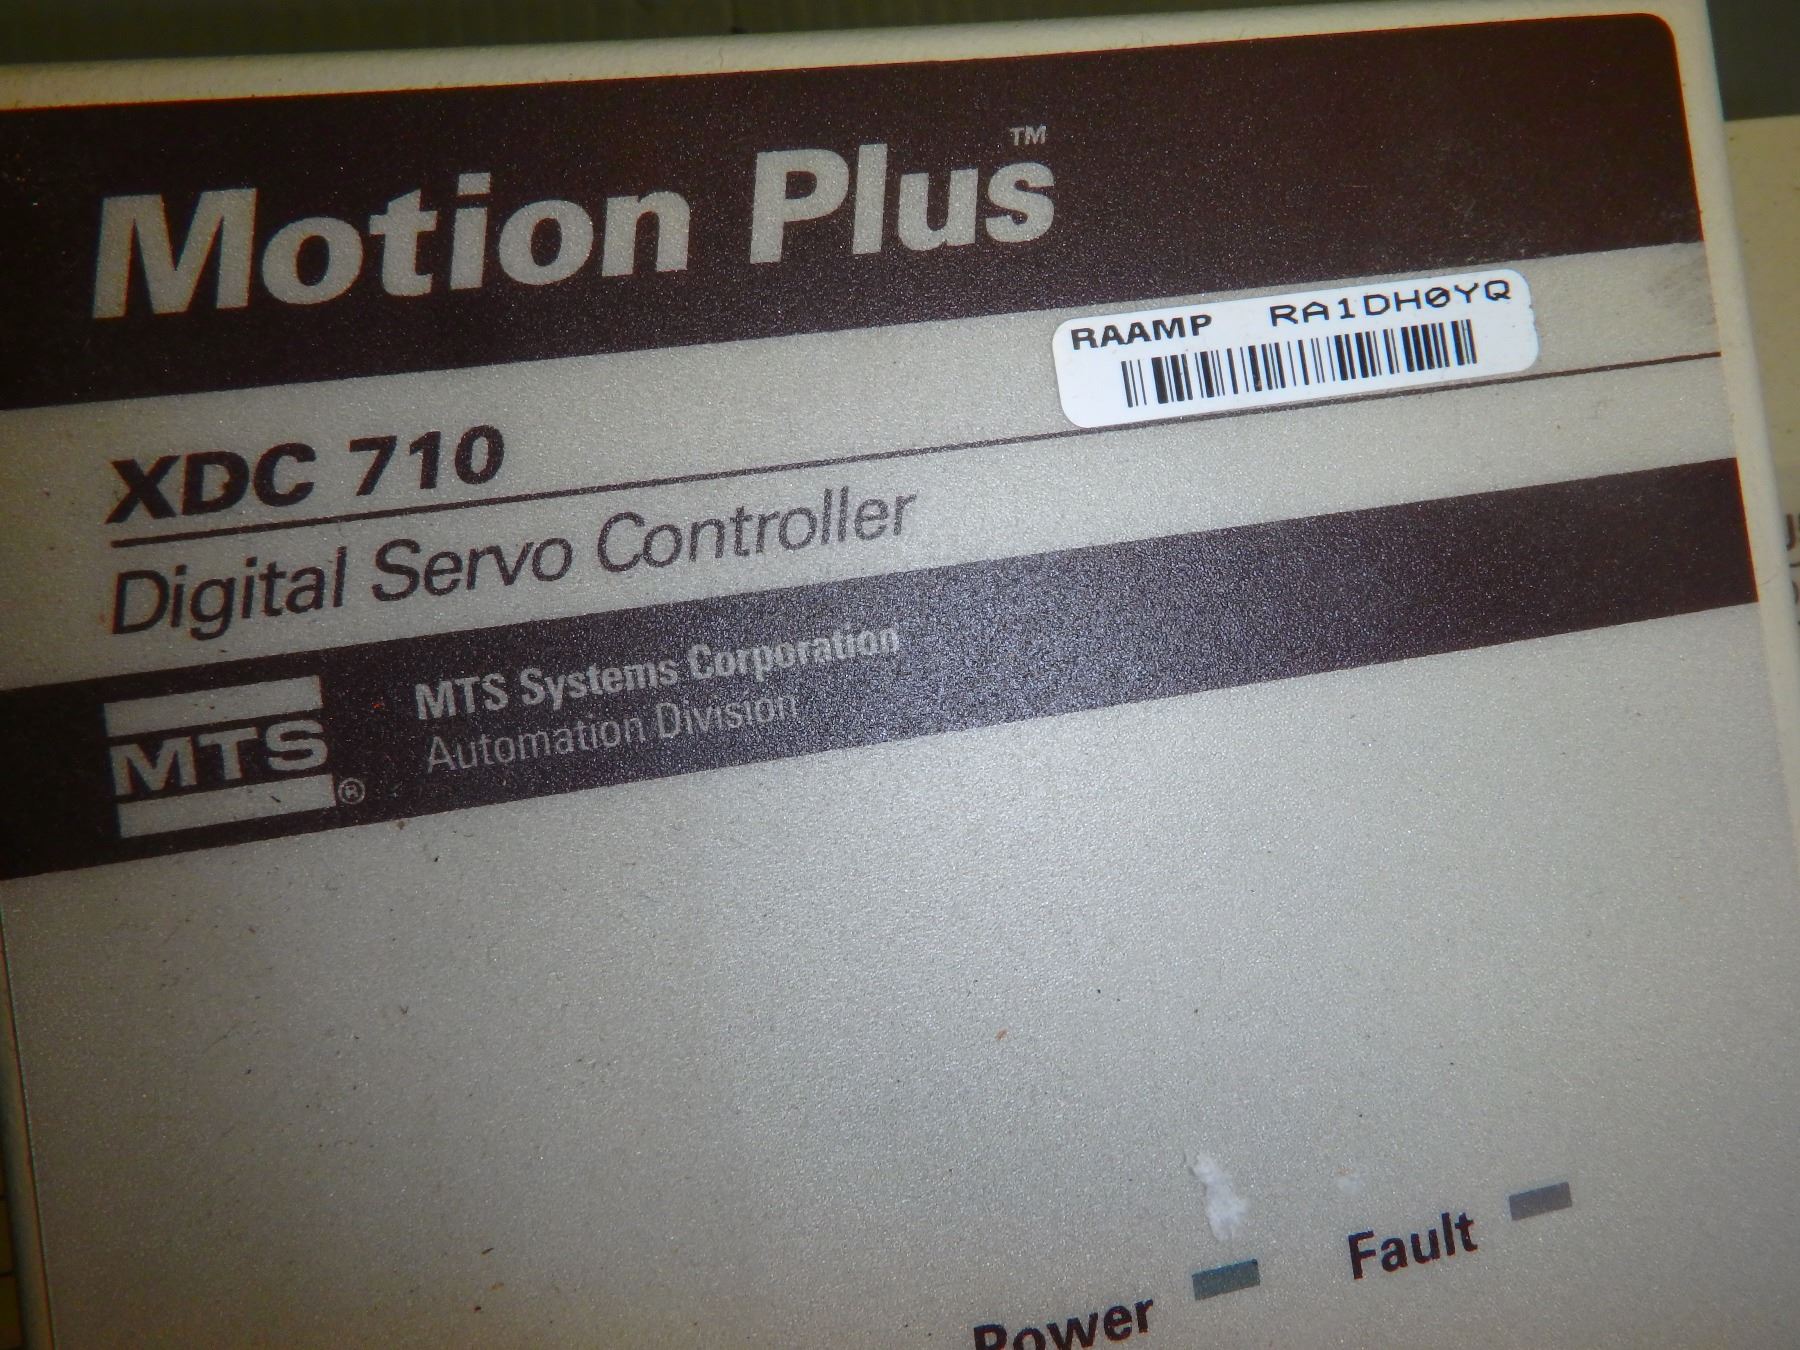 Motion Plus™
RAAMP RA1DH0YQ
XDC 710
Digital Servo Controller
MTS®
MTS Systems Corporation
Automation Division
Fault
Power